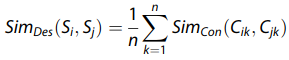 Sim_{Des}(S_i, S_j) = \frac{1}{n} \sum_{k=1}^{n} Sim_{Con}(C_{ik}, C_{jk})